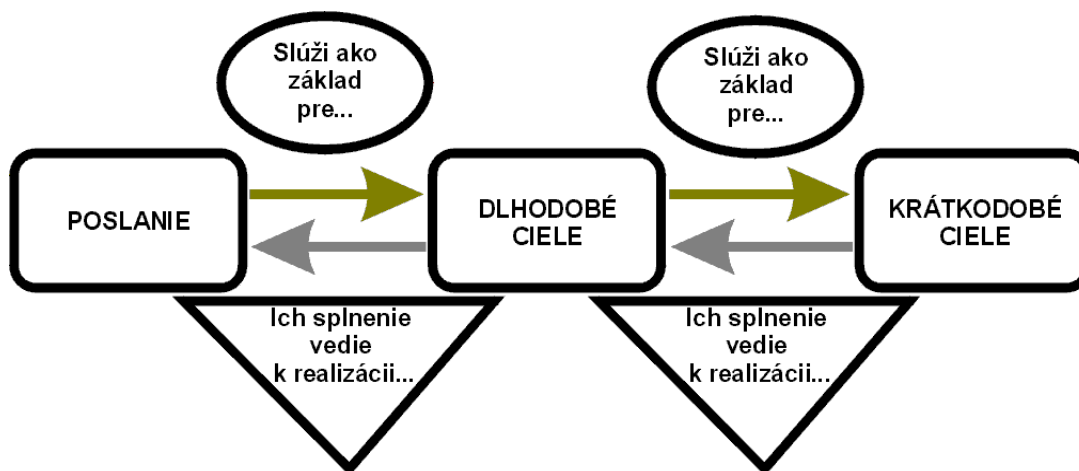 Slúži ako
základ
pre...
Slúži ako
základ
pre...
POSLANIE
DLHODOBÉ
CIELE
KRÁTKODOBÉ
CIELE
Ich splnenie
vedie
k realizácii...
Ich splnenie
vedie
k realizácii...